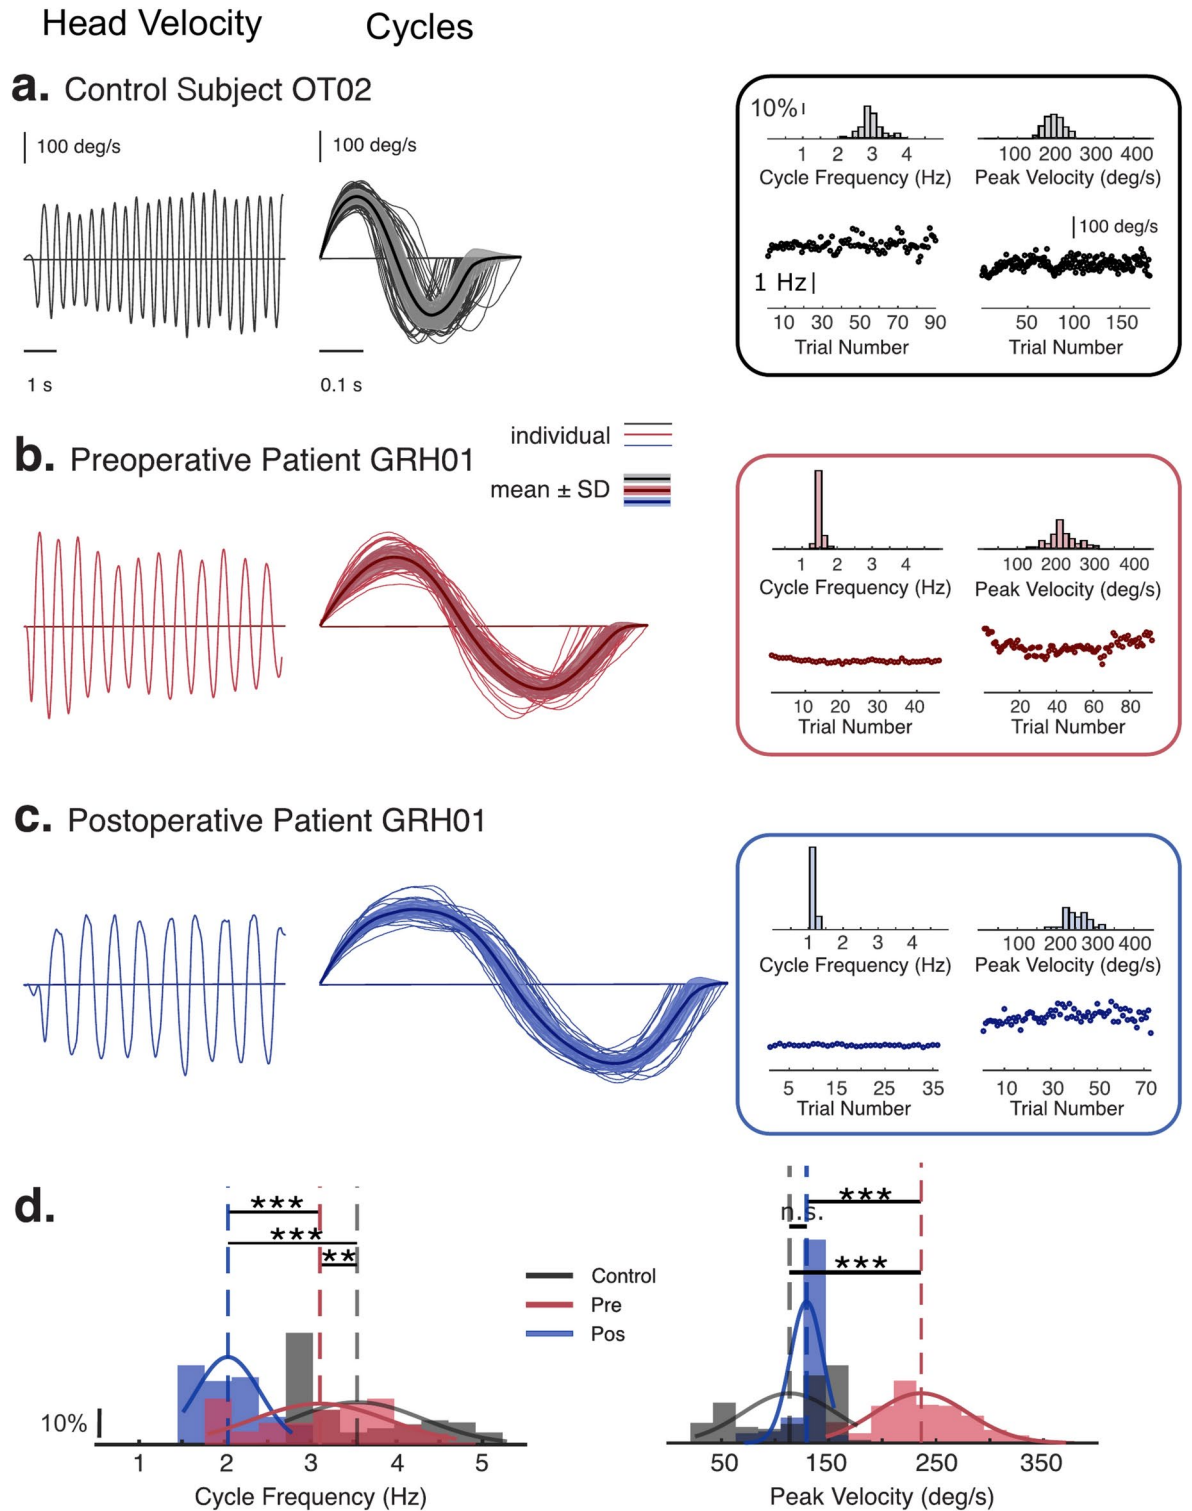 Head Velocity Cycles
a. Control Subject OT02
100 deg/s 100 deg/s
1 s 0.1 s
10%
1 2 3 4 100 200 300 400
Cycle Frequency (Hz) Peak Velocity (deg/s)
100 deg/s
1 Hz
10 30 50 70 90 50 100 150
Trial Number Trial Number
individual
mean ± SD
b. Preoperative Patient GRH01
1 2 3 4 100 200 300 400
Cycle Frequency (Hz) Peak Velocity (deg/s)
10 20 30 40 20 40 60 80
Trial Number Trial Number
c. Postoperative Patient GRH01
1 2 3 4 100 200 300 400
Cycle Frequency (Hz) Peak Velocity (deg/s)
5 15 25 35 10 30 50 70
Trial Number Trial Number
d.
*** ***
*** n.s.
** ***
Control
Pre
Pos
10%
1 2 3 4 5 50 150 250 350
Cycle Frequency (Hz) Peak Velocity (deg/s)